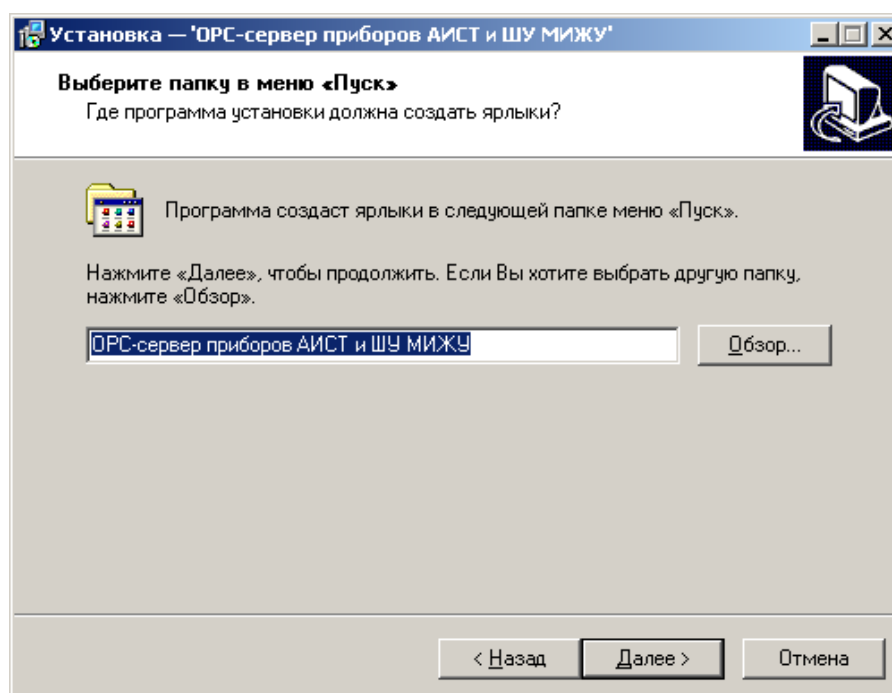 Установка — 'OPC-сервер приборов АИСТ и ШУ МИЖУ'
Выберите папку в меню «Пуск»
Где программа установки должна создать ярлыки?
Программа создаст ярлыки в следующей папке меню «Пуск».
Нажмите «Далее», чтобы продолжить. Если Вы хотите выбрать другую папку,
нажмите «Обзор».
OPC-сервер приборов АИСТ и ШУ МИЖУ
Обзор...
< Назад
Далее >
Отмена